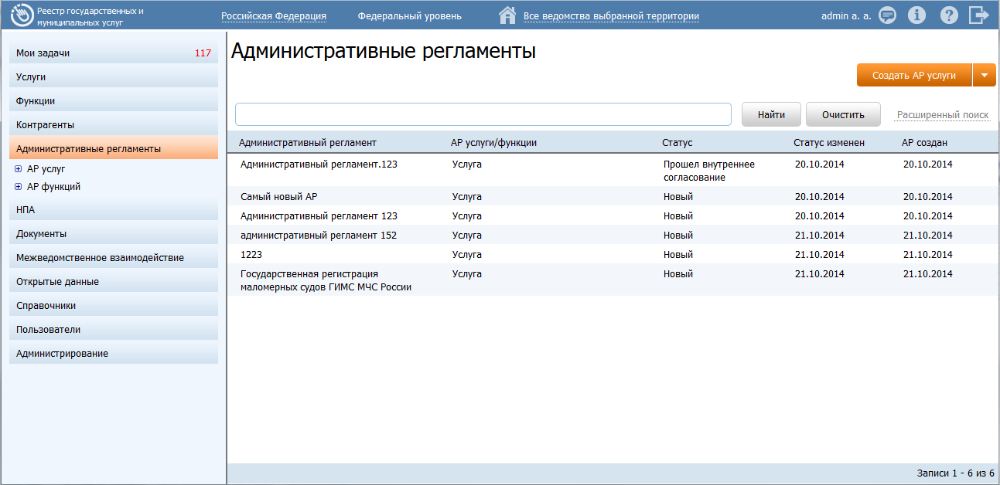 Реестр государственных и
муниципальных услуг
Российская Федерация Федеральный уровень Все ведомства выбранной территории admin a. a.
Мои задачи 117
Услуги
Функции
Контрагенты
Административные регламенты
АР услуг
АР функций
НПА
Документы
Межведомственное взаимодействие
Открытые данные
Справочники
Пользователи
Администрирование
Административные регламенты
Создать АР услуги
Найти Очистить Расширенный поиск
Административный регламент АР услуги/функции Статус Статус изменен АР создан
Административный регламент.123 Услуга Прошел внутреннее 20.10.2014 20.10.2014
согласование
Самый новый АР Услуга Новый 20.10.2014 20.10.2014
Административный регламент 123 Услуга Новый 20.10.2014 20.10.2014
административный регламент 152 Услуга Новый 21.10.2014 21.10.2014
1223 Услуга Новый 21.10.2014 21.10.2014
Государственная регистрация Услуга Новый 21.10.2014 21.10.2014
маломерных судов ГИМС МЧС России
Записи 1 - 6 из 6